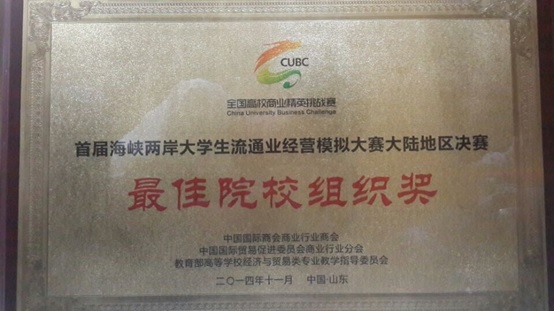 CUBC
全国高校商业精英挑战赛
China University Business Challenge
首届海峡两岸大学生流通业经营模拟大赛大陆地区决赛
最佳院校组织奖
中国国际商会商业行业商会
中国国际贸易促进委员会商业行业分会
教育部高等学校经济与贸易类专业教学指导委员会
二〇一四年十一月 中国·山东